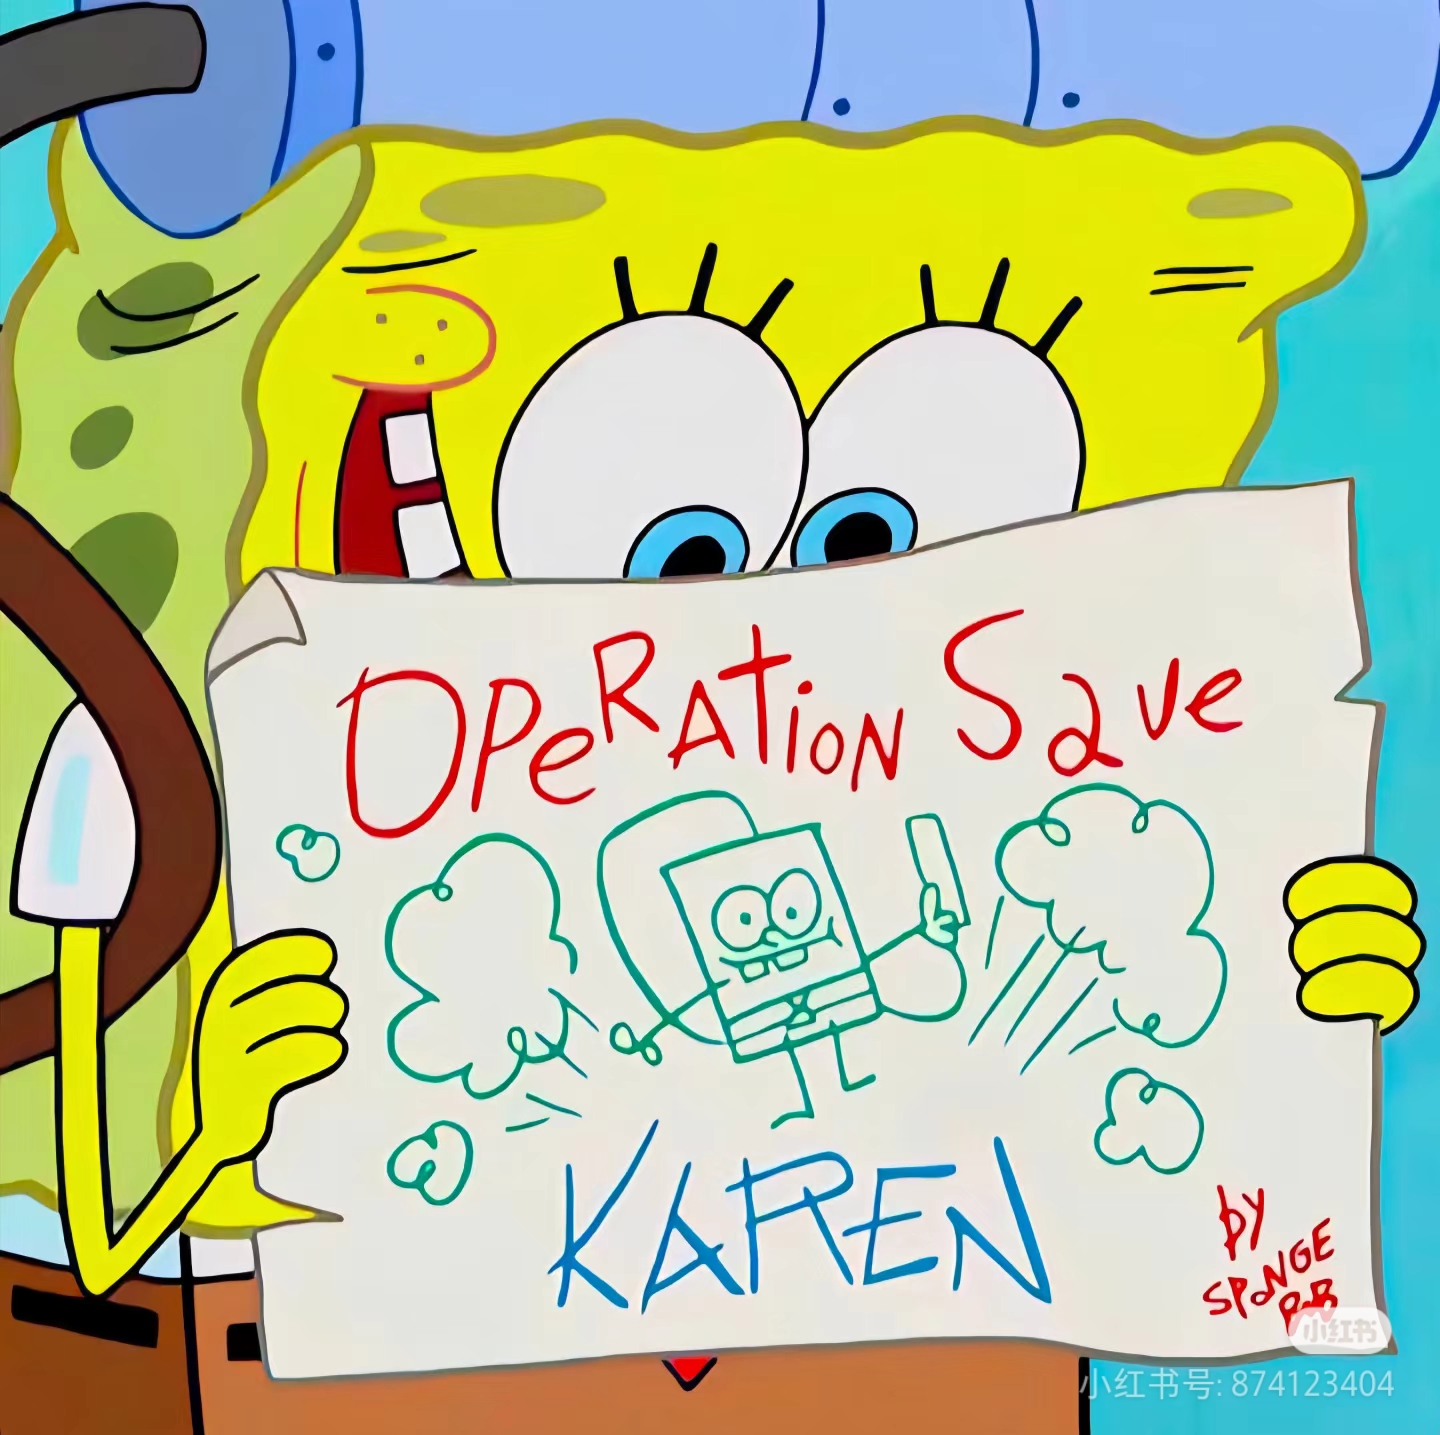 OPeRAtioN Save
KAREN
by
SPoNGE
BoB
小红书
小红书号: 874123404